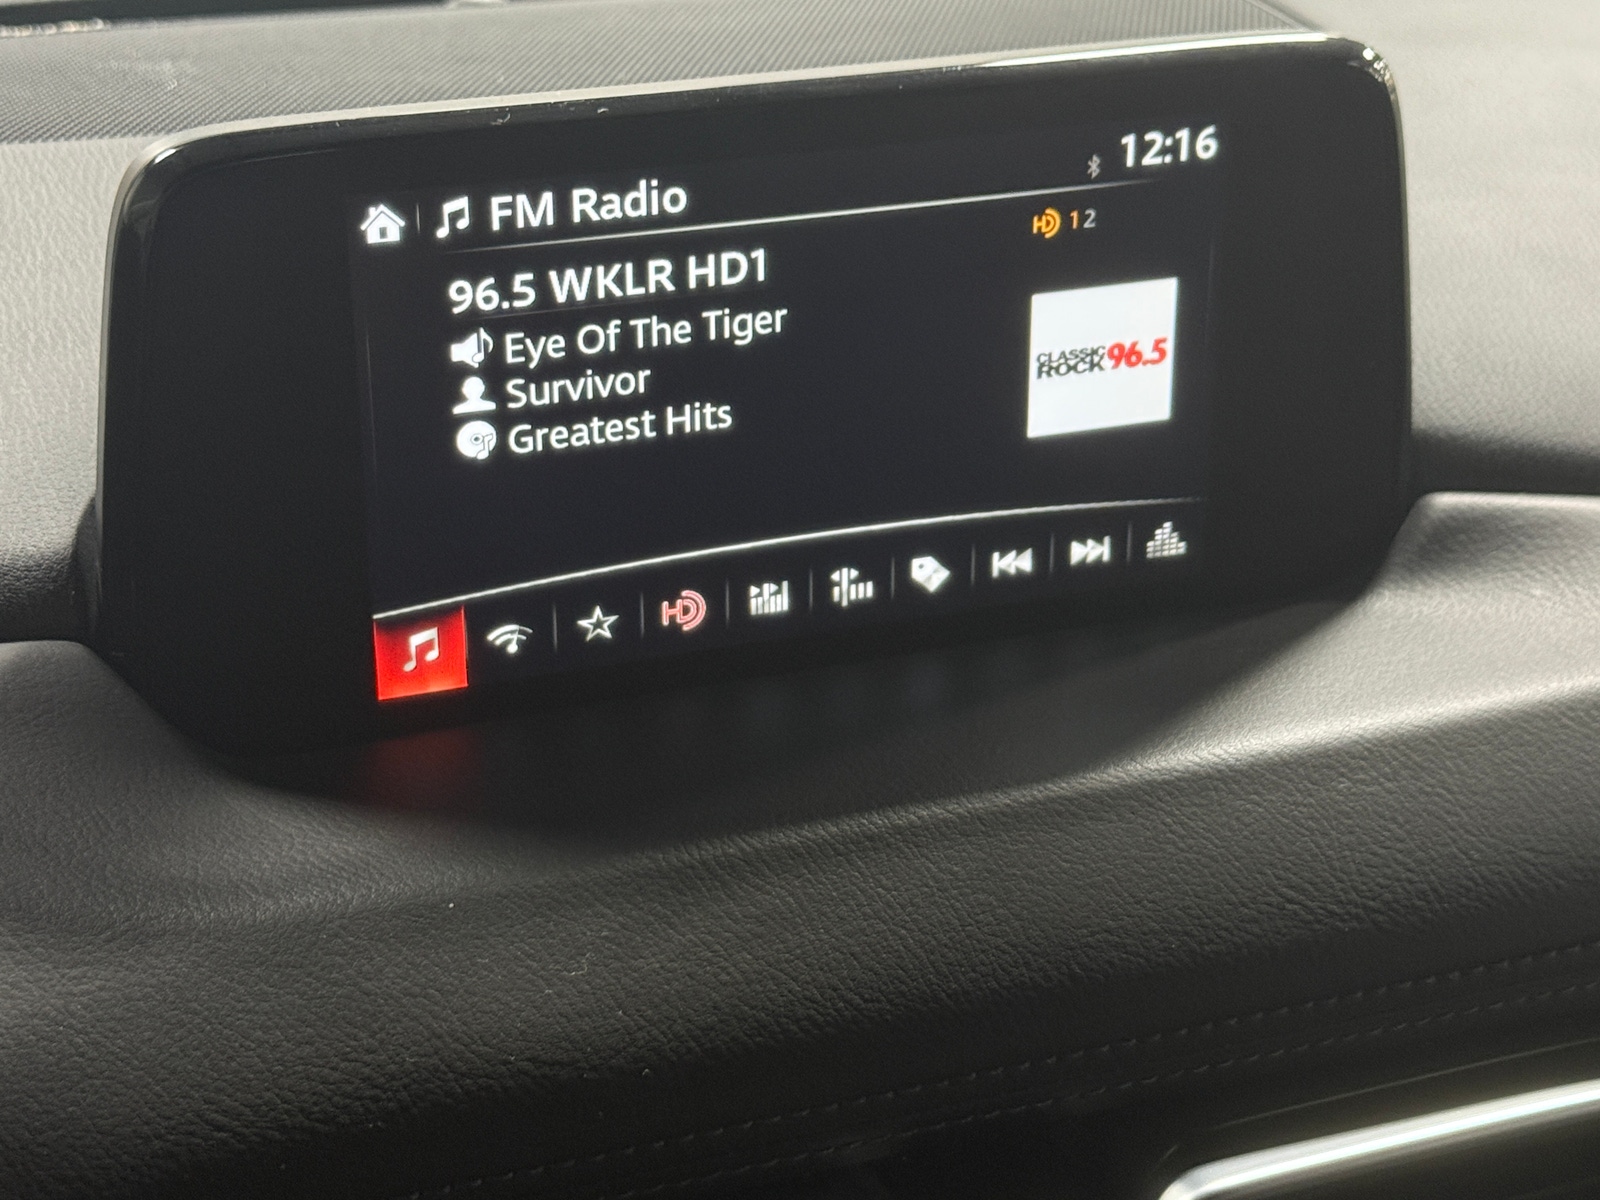 FM Radio
12:16
HD 1 2
96.5 WKLR HD1
Eye Of The Tiger
Survivor
Greatest Hits
CLASSIC
ROCK 96.5
HD